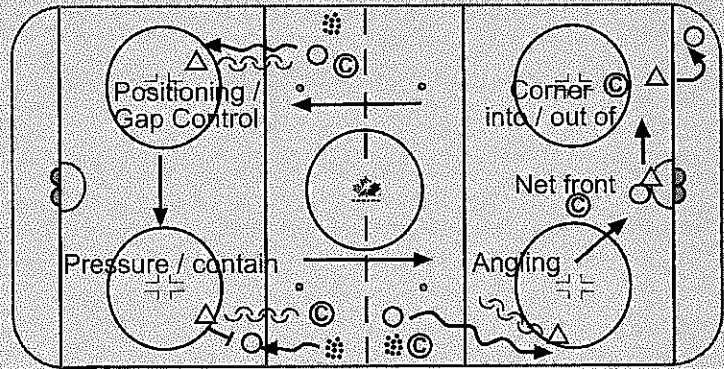 Positioning /
Gap Control
©
Corner ©
into / out of
Net front
©
Pressure / contain
Angling
©
©